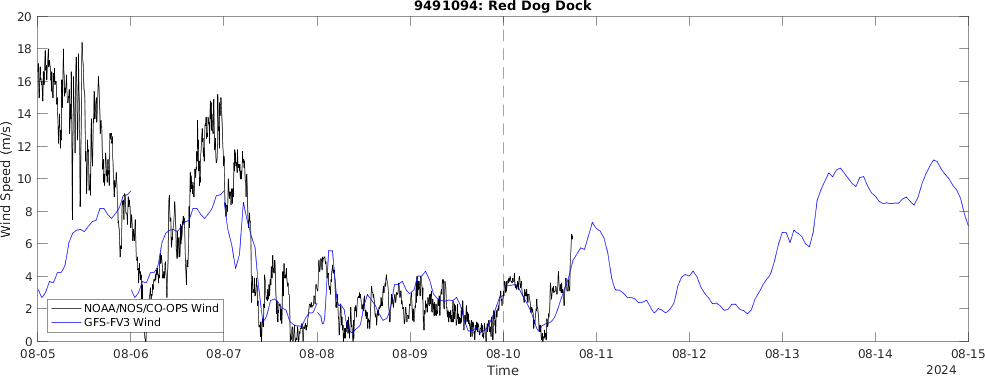 9491094: Red Dog Dock
Wind Speed (m/s)
20
18
16
14
12
10
8
6
4
2
0
NOAA/NOS/CO-OPS Wind
GFS-FV3 Wind
08-05 08-06 08-07 08-08 08-09 08-10 08-11 08-12 08-13 08-14 08-15
Time
2024